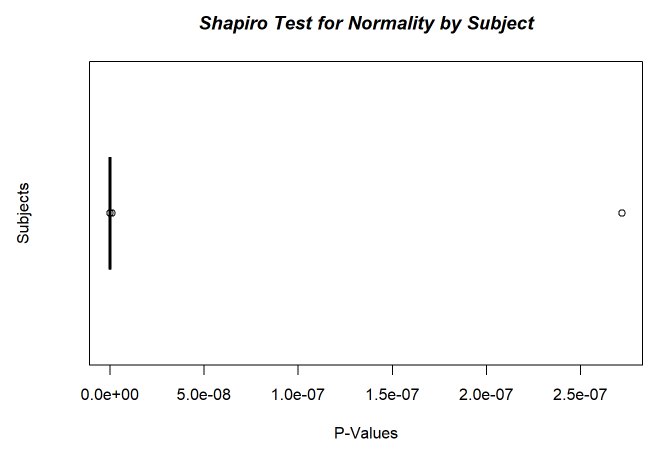 Shapiro Test for Normality by Subject
Subjects
0.0e+00 5.0e-08 1.0e-07 1.5e-07 2.0e-07 2.5e-07
P-Values